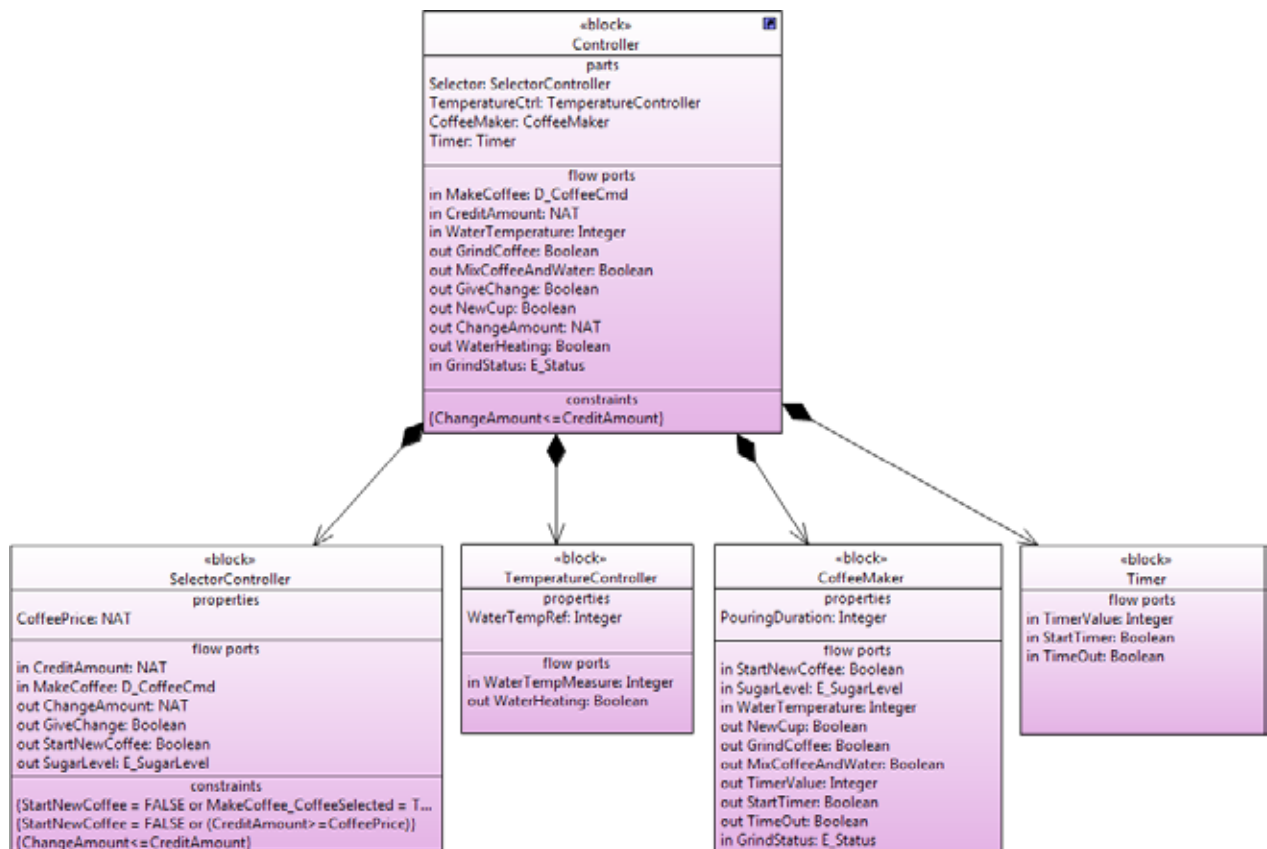 «block»
Controller
parts
Selector: SelectorController
TemperatureCtrl: TemperatureController
CoffeeMaker: CoffeeMaker
Timer: Timer
flow ports
in MakeCoffee: D_CoffeeCmd
in CreditAmount: NAT
in WaterTemperature: Integer
out GrindCoffee: Boolean
out MixCoffeeAndWater: Boolean
out GiveChange: Boolean
out NewCup: Boolean
out ChangeAmount: NAT
out WaterHeating: Boolean
in GrindStatus: E_Status
constraints
{ChangeAmount<=CreditAmount}
«block»
SelectorController
properties
CoffeePrice: NAT
flow ports
in CreditAmount: NAT
in MakeCoffee: D_CoffeeCmd
out ChangeAmount: NAT
out GiveChange: Boolean
out StartNewCoffee: Boolean
out SugarLevel: E_SugarLevel
constraints
{StartNewCoffee = FALSE or MakeCoffee_CoffeeSelected = T...
{StartNewCoffee = FALSE or (CreditAmount>=CoffeePrice)}
{ChangeAmount<=CreditAmount}
«block»
TemperatureController
properties
WaterTempRef: Integer
flow ports
in WaterTempMeasure: Integer
out WaterHeating: Boolean
«block»
CoffeeMaker
properties
PouringDuration: Integer
flow ports
in StartNewCoffee: Boolean
in SugarLevel: E_SugarLevel
in WaterTemperature: Integer
out NewCup: Boolean
out GrindCoffee: Boolean
out MixCoffeeAndWater: Boolean
out TimerValue: Integer
out StartTimer: Boolean
out TimeOut: Boolean
in GrindStatus: E_Status
«block»
Timer
flow ports
in TimerValue: Integer
in StartTimer: Boolean
in TimeOut: Boolean